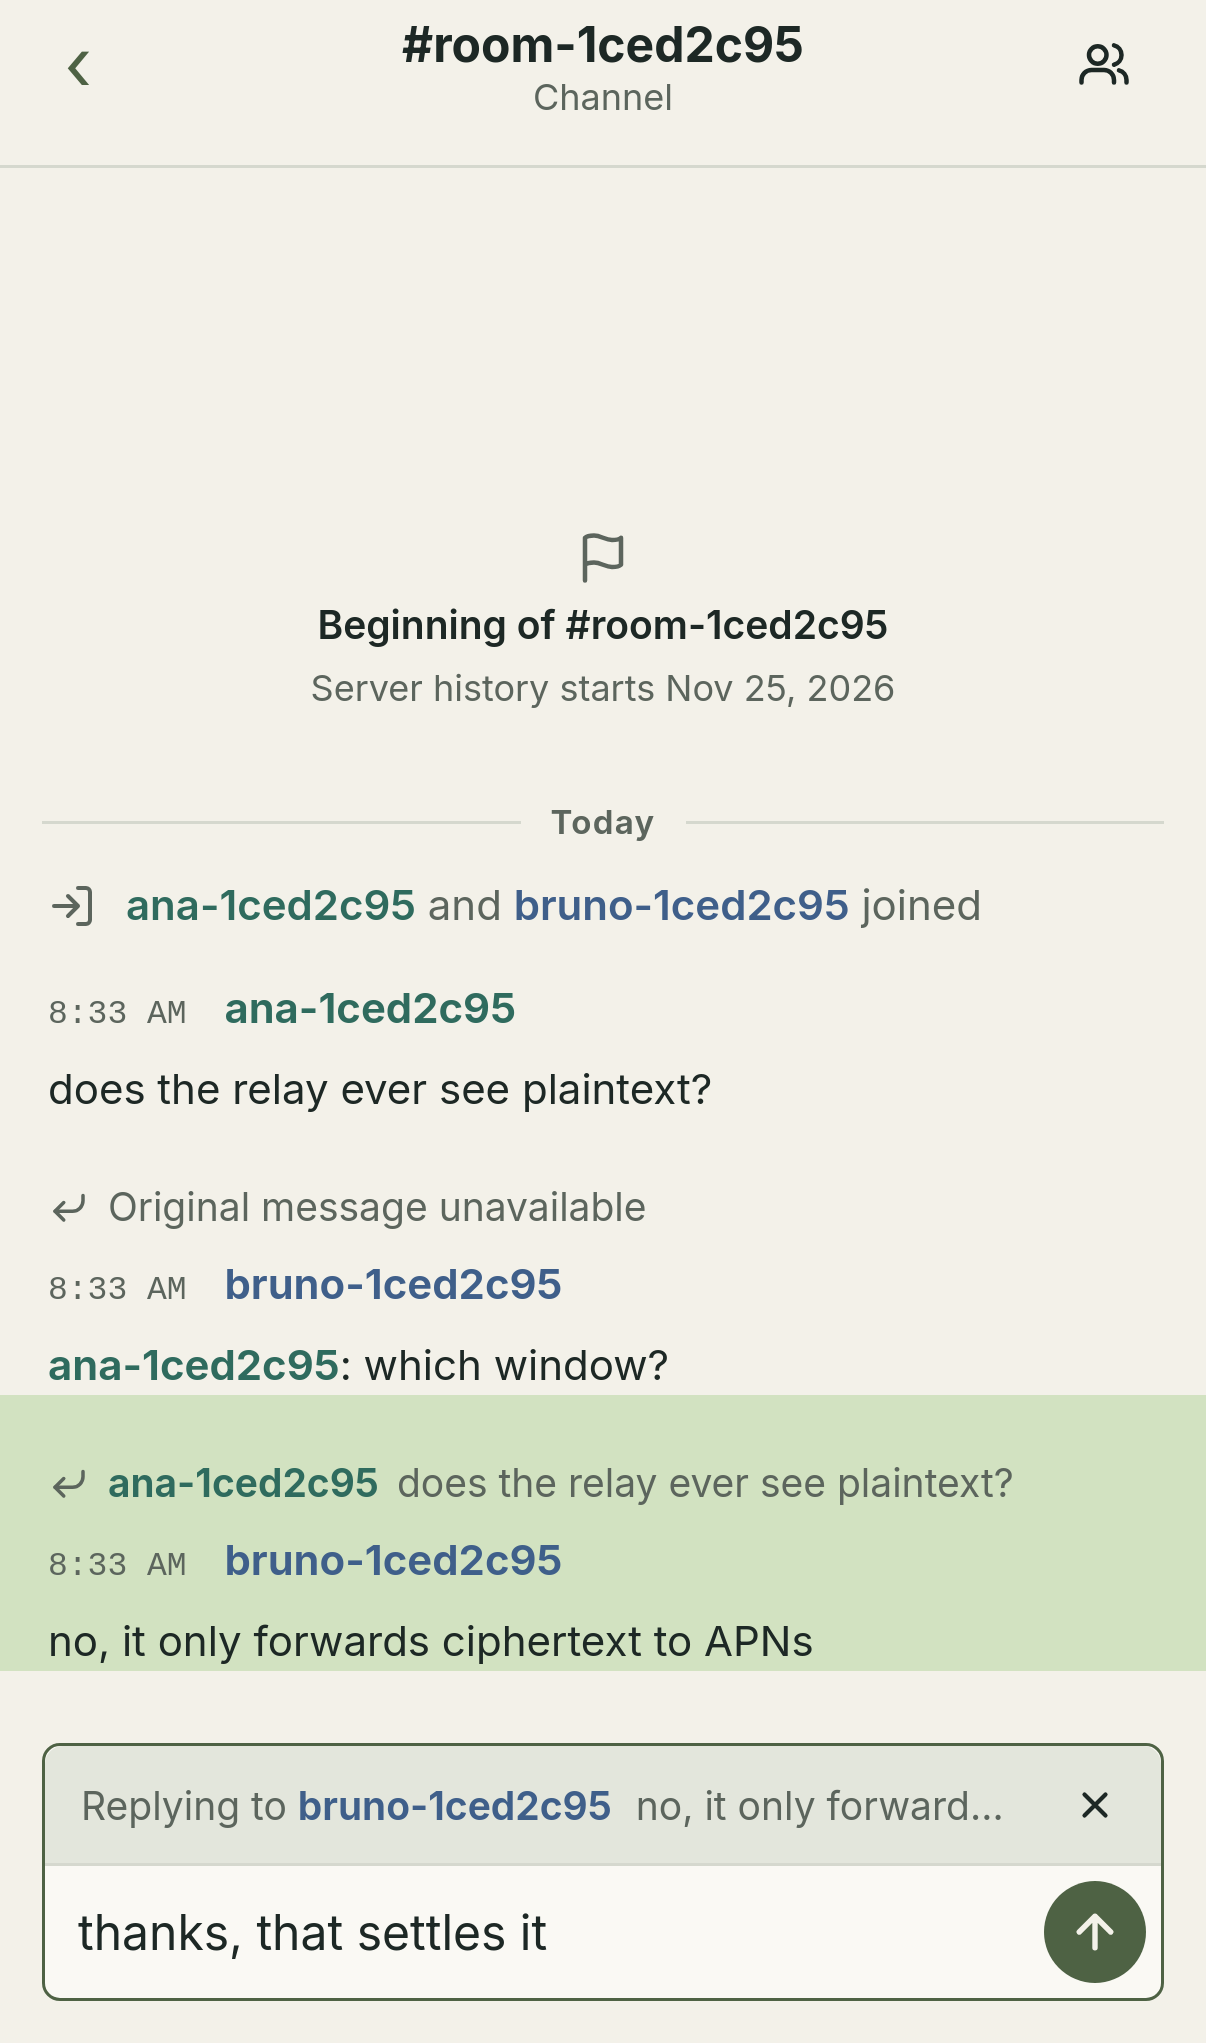 #room-1ced2c95
Channel
Beginning of #room-1ced2c95
Server history starts Nov 25, 2026
Today
ana-1ced2c95 and bruno-1ced2c95 joined
8:33 AM ana-1ced2c95
does the relay ever see plaintext?
Original message unavailable
8:33 AM bruno-1ced2c95
ana-1ced2c95: which window?
ana-1ced2c95 does the relay ever see plaintext?
8:33 AM bruno-1ced2c95
no, it only forwards ciphertext to APNs
Replying to bruno-1ced2c95 no, it only forward...
thanks, that settles it